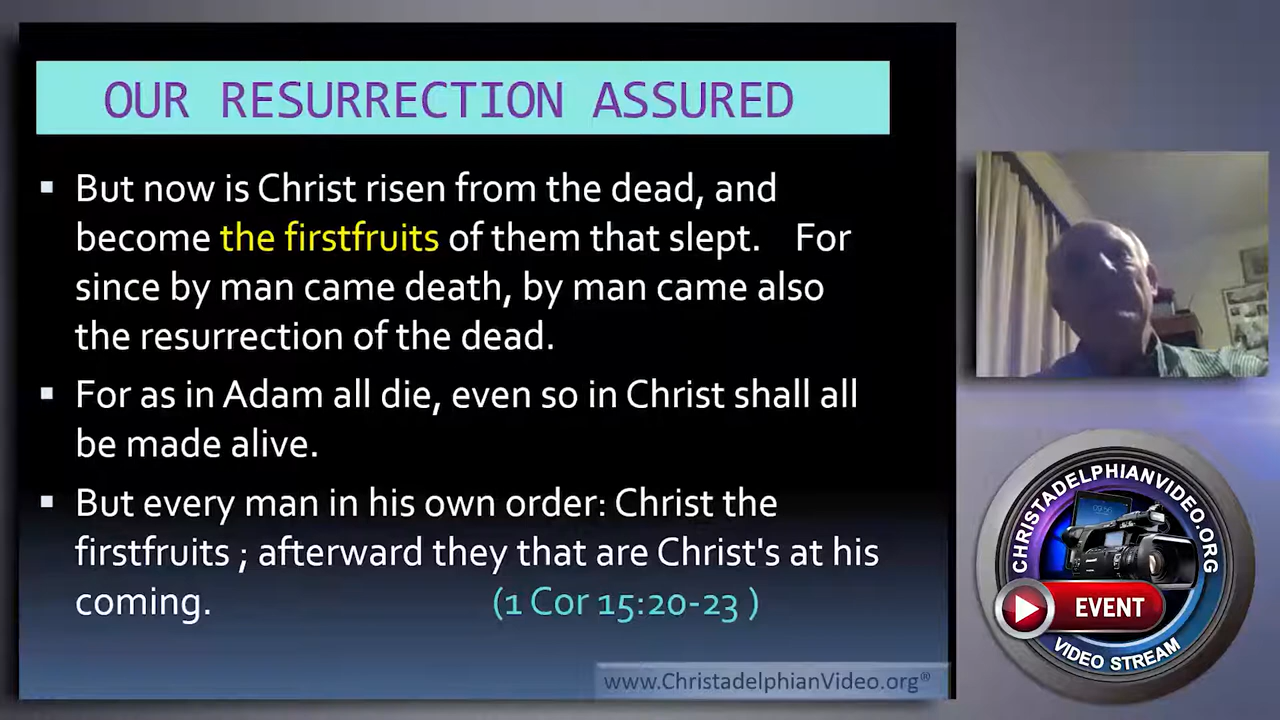 OUR RESURRECTION ASSURED
▪ But now is Christ risen from the dead, and
become the firstfruits of them that slept. For
since by man came death, by man came also
the resurrection of the dead.
▪ For as in Adam all die, even so in Christ shall all
be made alive.
▪ But every man in his own order: Christ the
firstfruits ; afterward they that are Christ's at his
coming. (1 Cor 15:20-23 )
www.ChristadelphianVideo.org®
CHRISTADELPHIANVIDEO.ORG
EVENT
VIDEO STREAM